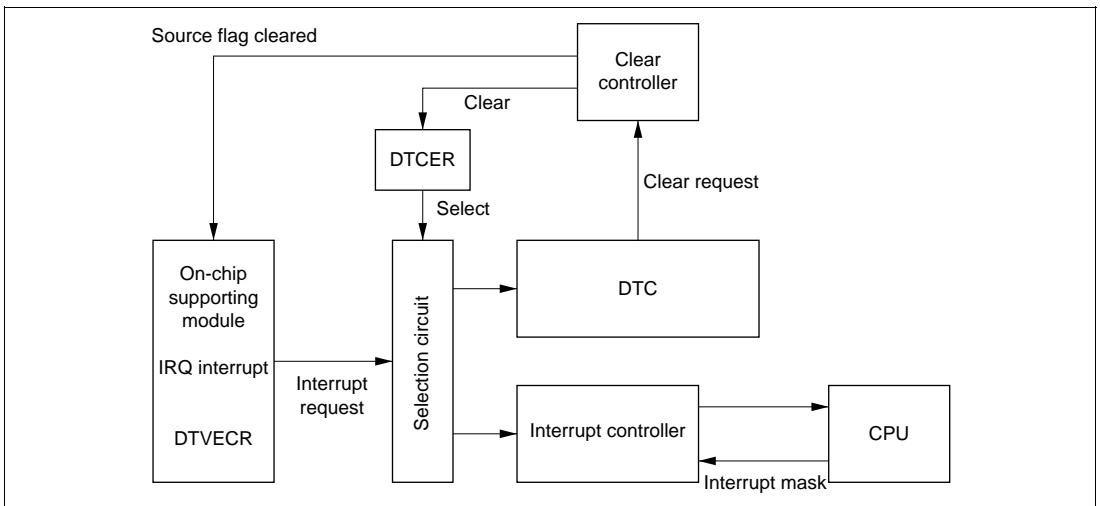 Source flag cleared
Clear
controller
Clear
DTCER
Clear request
Select
On-chip
supporting
module
IRQ interrupt
DTVECR
Interrupt
request
Selection circuit
DTC
Interrupt controller
CPU
Interrupt mask